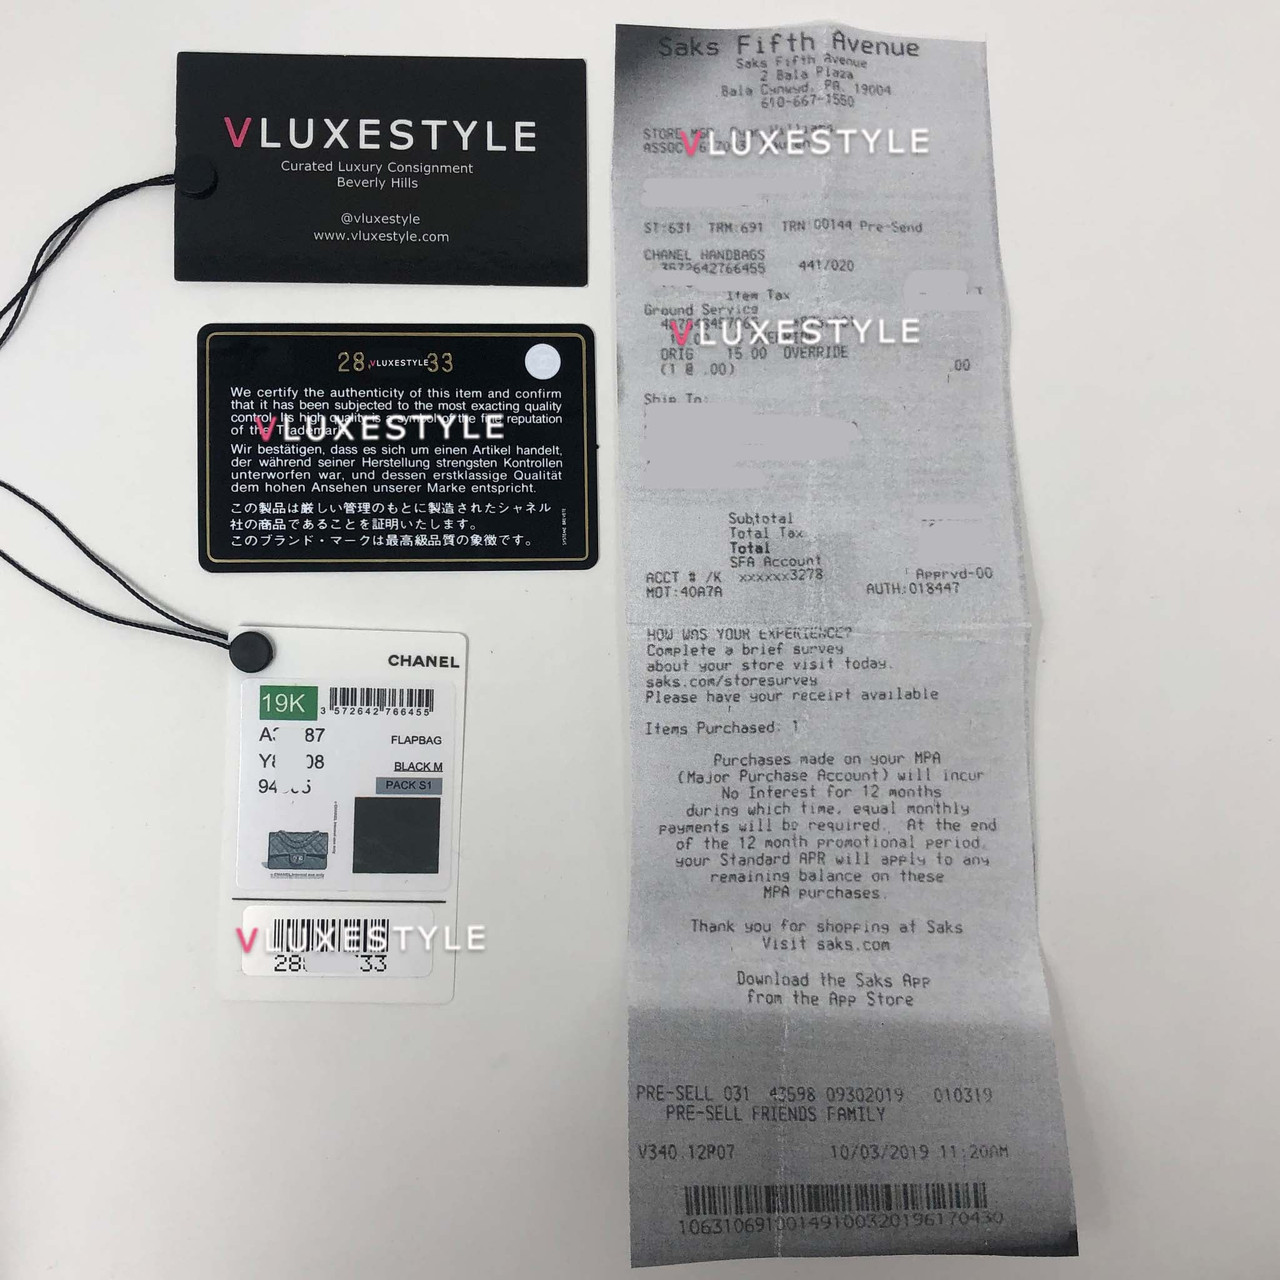 VLUXESTYLE
Curated Luxury Consignment
Beverly Hills
@vluxestyle
www.vluxestyle.com
28 VLUXESTYLE 33
We certify the authenticity of this item and confirm
that it has been subjected to the most exacting quality
control. Its high quality is a symbol of the fine reputation
of the Trademark
VLUXESTYLE
Wir bestätigen, dass es sich um einen Artikel handelt,
der während seiner Herstellung strengsten Kontrollen
unterworfen war, und dessen erstklassige Qualität
dem hohen Ansehen unserer Marke entspricht.
この製品は厳しい管理のもとに製造されたシャネル
社の商品であることを証明いたします。
このブランド・マークは最高級品質の象徴です。
CHANEL
19K
3 572642 766455
87
08
94
FLAPBAG
BLACK M
PACK S1
VLUXESTYLE
28 33
Saks Fifth Avenue
Saks Fifth Avenue
2 Bala Plaza
Bala Cynwyd, PA. 19004
610-667-1550
STORE
ASSOC
VLUXESTYLE
ST:631 TRM:691 TRN:00144 Pre-Send
CHANEL HANDBAGS
3572642766455 441/020
Item Tax
Ground Service
VLUXESTYLE
ORIG 15.00 OVERRIDE
(1 @ .00) .00
Ship To:
Subtotal
Total Tax
Total
SFA Account
ACCT # /K xxxxxx3278 Apprvd-00
MOT:40A7A AUTH:018447
HOW WAS YOUR EXPERIENCE?
Complete a brief survey
about your store visit today.
saks.com/storesurvey
Please have your receipt available
Items Purchased: 1
Purchases made on your MPA
(Major Purchase Account) will incur
No Interest for 12 months
during which time, equal monthly
payments will be required. At the end
of the 12 month promotional period,
your Standard APR will apply to any
remaining balance on these
MPA purchases.
Thank you for shopping at Saks
Visit saks.com
Download the Saks App
from the App Store
PRE-SELL 031 43598 09302019 010319
PRE-SELL FRIENDS FAMILY
V340 12P07 10/03/2019 11:20AM
10631069100149100320196170430